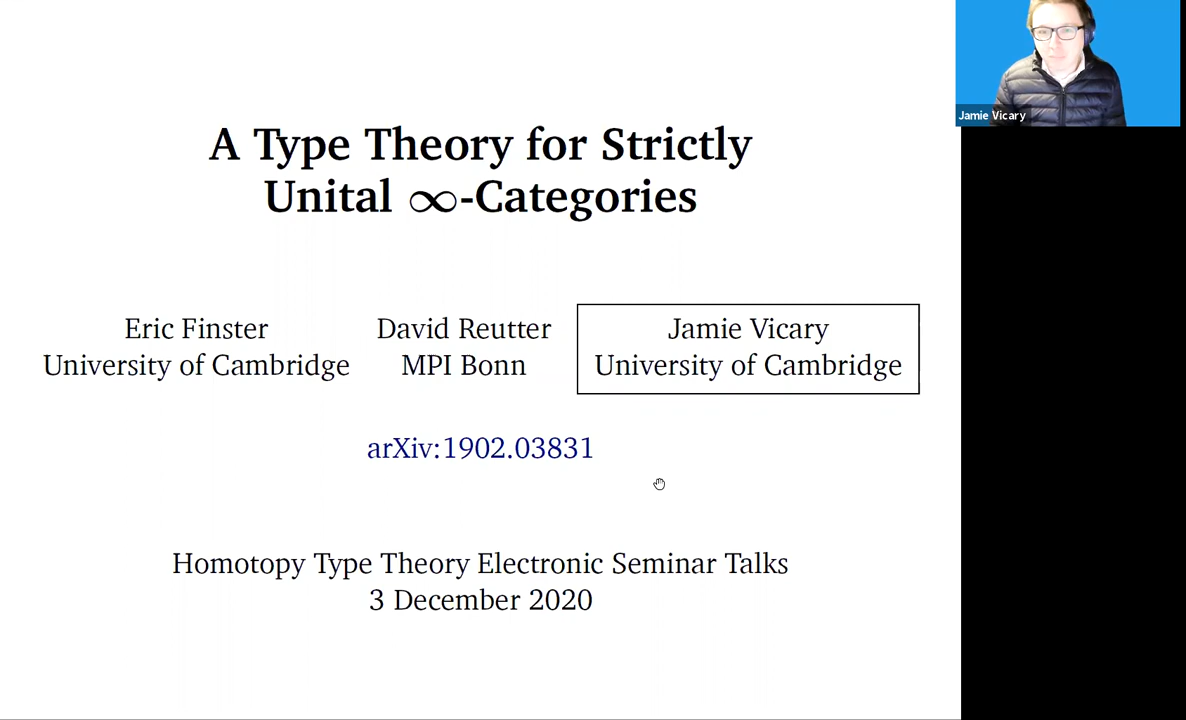 A Type Theory for Strictly
Unital ∞-Categories
Eric Finster
University of Cambridge
David Reutter
MPI Bonn
Jamie Vicary
University of Cambridge
arXiv:1902.03831
Homotopy Type Theory Electronic Seminar Talks
3 December 2020
Jamie Vicary